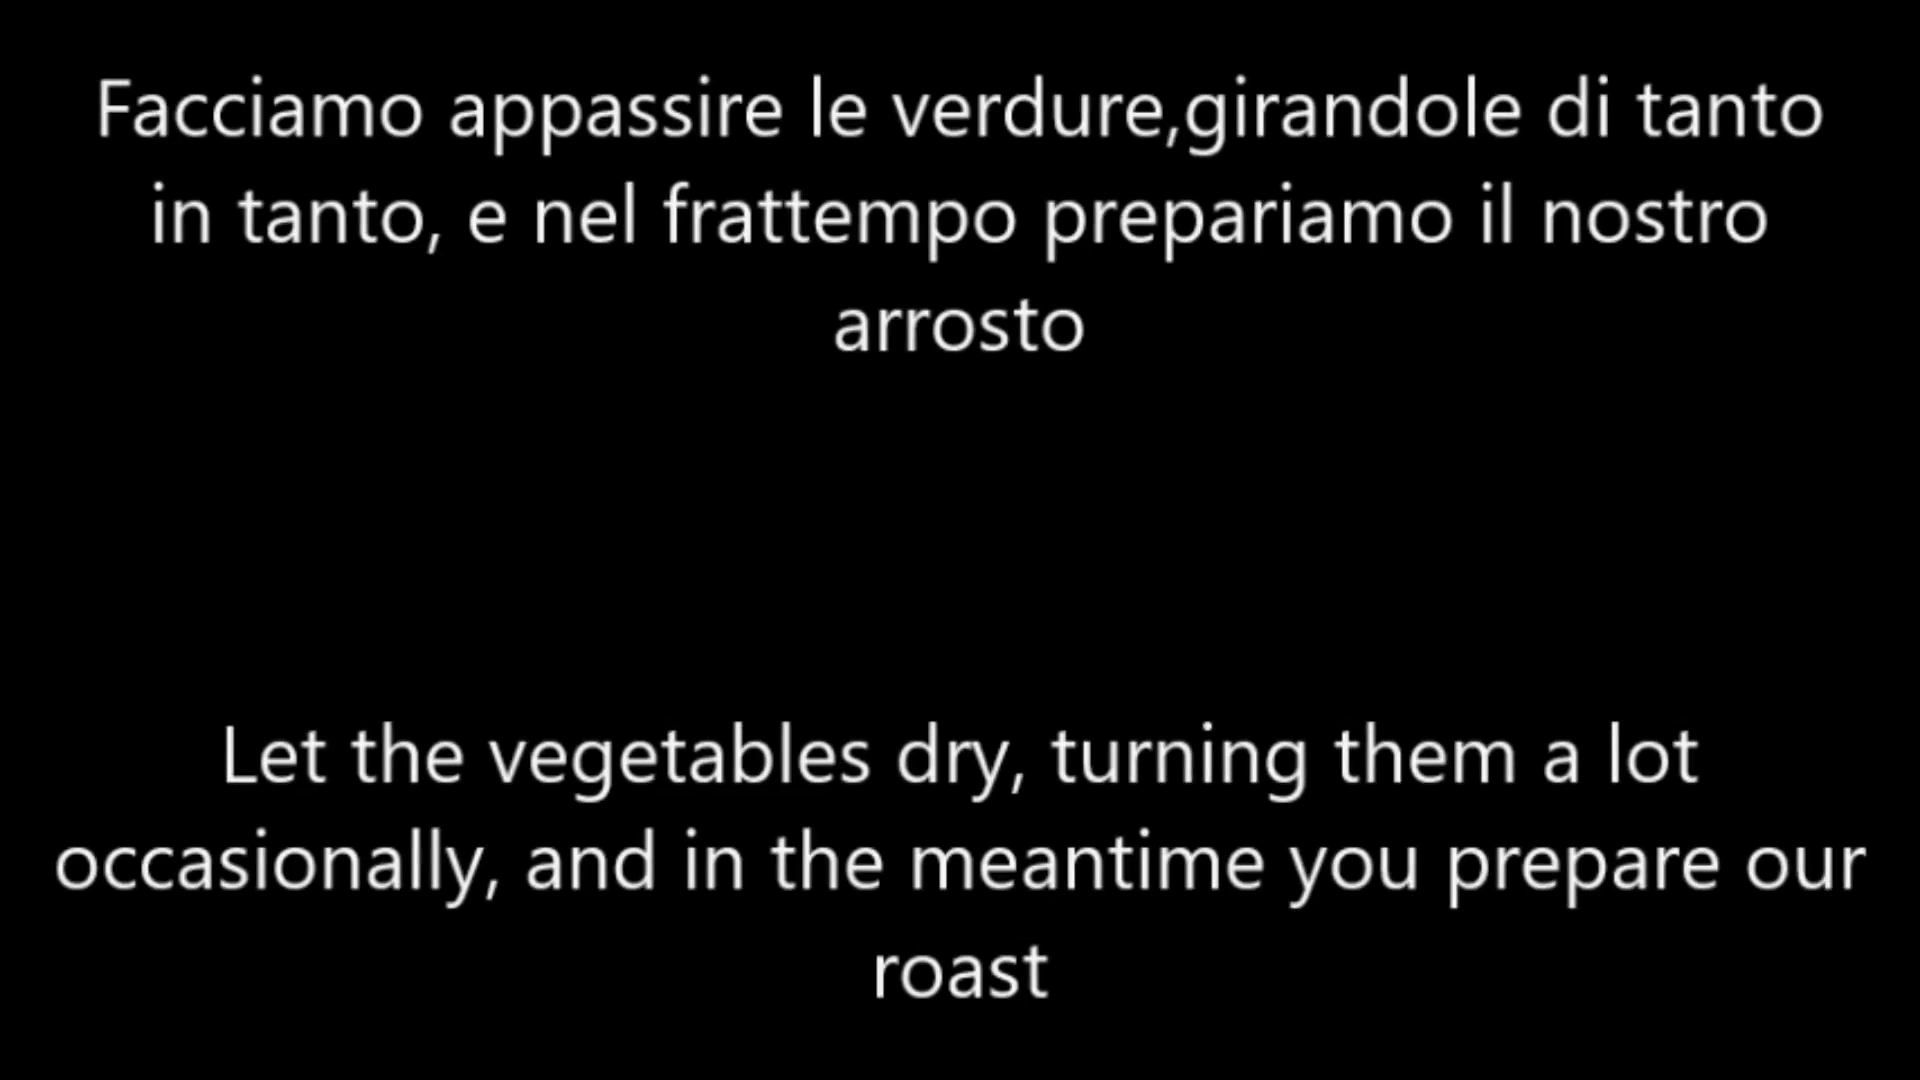 Facciamo appassire le verdure,girandole di tanto
in tanto, e nel frattempo prepariamo il nostro
arrosto
Let the vegetables dry, turning them a lot
occasionally, and in the meantime you prepare our
roast